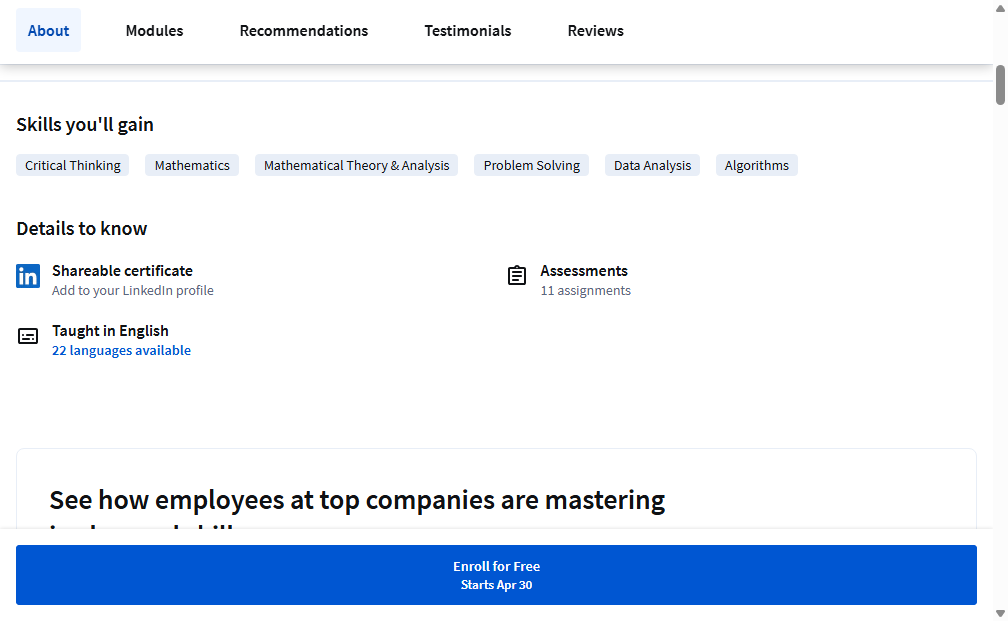 About Modules Recommendations Testimonials Reviews
Skills you'll gain
Critical Thinking Mathematics Mathematical Theory & Analysis Problem Solving Data Analysis Algorithms
Details to know
Shareable certificate
Add to your LinkedIn profile
Assessments
11 assignments
Taught in English
22 languages available
See how employees at top companies are mastering
Enroll for Free
Starts Apr 30